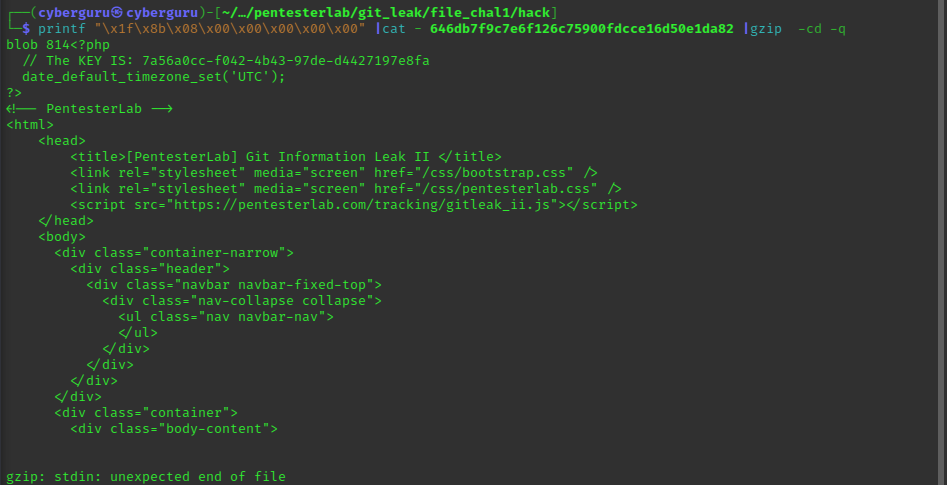 ┌──(cyberguru㉿cyberguru)-[~/…/pentesterlab/git_leak/file_chal1/hack]
└─$ printf "\x1f\x8b\x08\x00\x00\x00\x00\x00" |cat - 646db7f9c7e6f126c75900fdcce16d50e1da82 |gzip  -cd -q
blob 814<?php
  // The KEY IS: 7a56a0cc-f042-4b43-97de-d4427197e8fa
  date_default_timezone_set('UTC');
?>
<!-- PentesterLab -->
<html>
    <head>
        <title>[PentesterLab] Git Information Leak II </title>
        <link rel="stylesheet" media="screen" href="/css/bootstrap.css" />
        <link rel="stylesheet" media="screen" href="/css/pentesterlab.css" />
        <script src="https://pentesterlab.com/tracking/gitleak_ii.js"></script>
    </head>
    <body>
      <div class="container-narrow">
        <div class="header">
          <div class="navbar navbar-fixed-top">
            <div class="nav-collapse collapse">
              <ul class="nav navbar-nav">
              </ul>
            </div>
          </div>
        </div>
      </div>
      <div class="container">
        <div class="body-content">
gzip: stdin: unexpected end of file